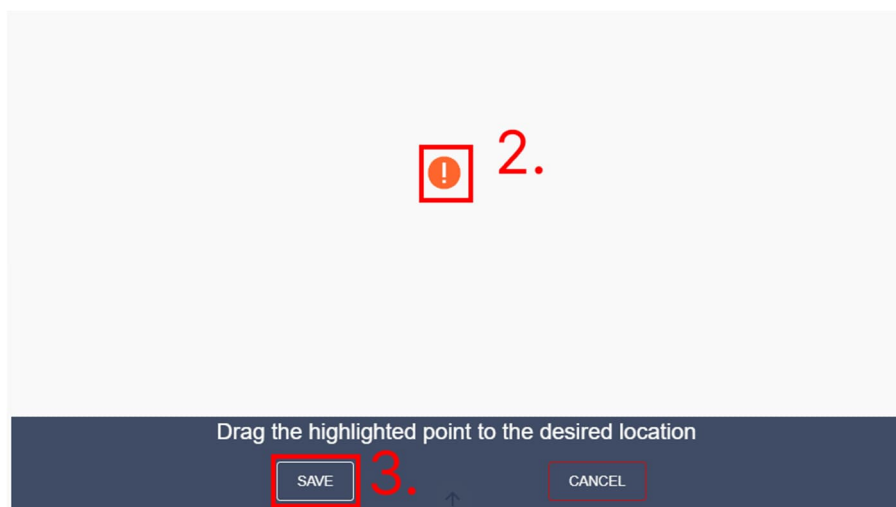 2.
Drag the highlighted point to the desired location
SAVE 3. CANCEL